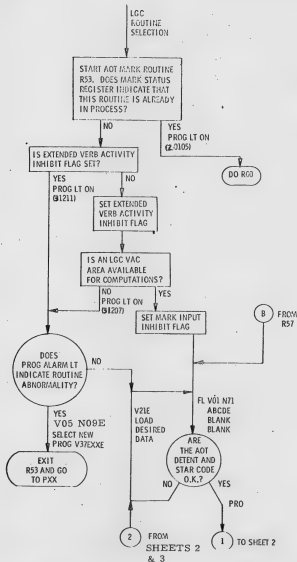 LGC
ROUTINE
SELECTION
START AOT MARK ROUTINE
R53. DOES MARK STATUS
REGISTER INDICATE THAT
THIS ROUTINE IS ALREADY
IN PROCESS?
NO
YES
PROG LT ON
(20105)
DO R00
IS EXTENDED VERB ACTIVITY
INHIBIT FLAG SET?
YES
PROG LT ON
(31211)
NO
SET EXTENDED
VERB ACTIVITY
INHIBIT FLAG
IS AN LGC VAC
AREA AVAILABLE
FOR COMPUTATIONS?
NO
PROG LT ON
(31207)
YES
SET MARK INPUT
INHIBIT FLAG
B
FROM
R57
DOES
PROG ALARM LT
INDICATE ROUTINE
ABNORMALITY?
NO
YES
V05 N09E
SELECT NEW
PROG V37EXXE
EXIT
R53 AND GO
TO PXX
V21E
LOAD
DESIRED
DATA
FL V01 N71
ABCDE
BLANK
BLANK
ARE
THE AOT
DETENT AND
STAR CODE
O.K.?
NO
YES
PRO
2
FROM
SHEETS 2
& 3
1
TO SHEET 2